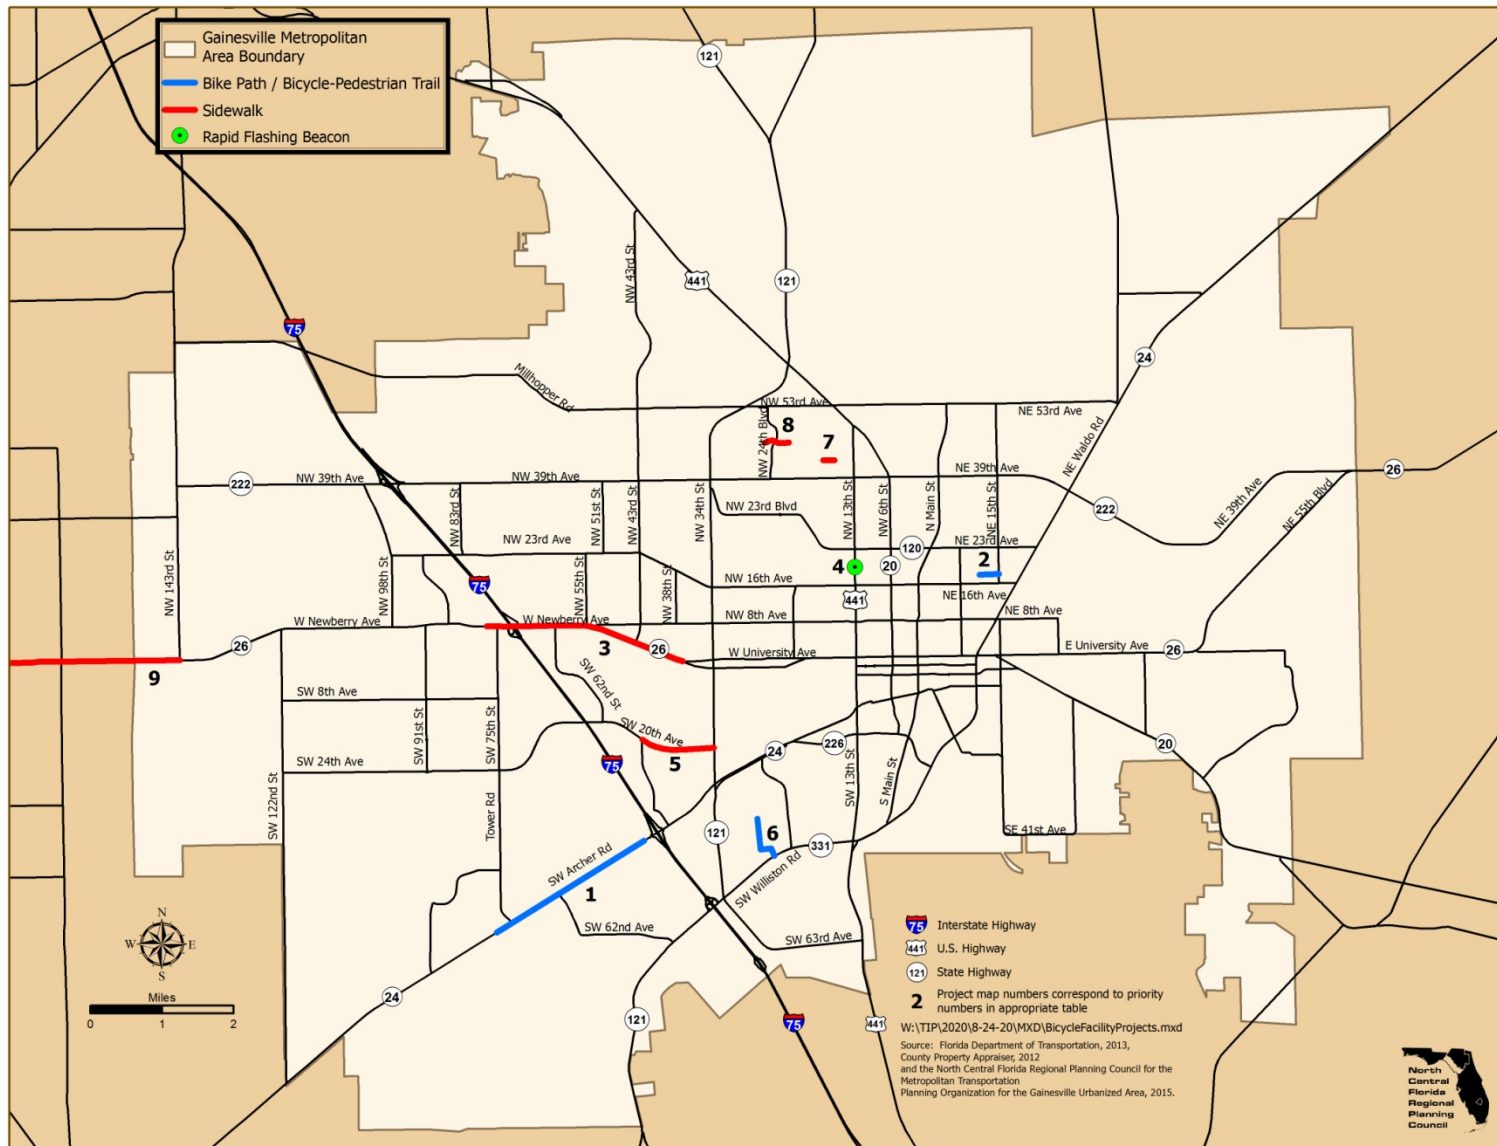 Gainesville Metropolitan
Area Boundary
Bike Path / Bicycle-Pedestrian Trail
Sidewalk
Rapid Flashing Beacon
121
441
121
75
24
NW 43rd St
Millhopper Rd
NW 53rd Ave
NE 53rd Ave
NW 24th Blvd
8
7
NE Waldo Rd
222
NW 39th Ave
NW 39th Ave
NE 39th Ave
26
222
NE 39th Ave
NE 55th Blvd
NW 83rd St
NW 51st St
NW 43rd St
NW 34th St
NW 23rd Blvd
NW 13th St
NW 6th St
N Main St
NE 15th St
NW 143rd St
NW 98th St
NW 23rd Ave
120
NE 23rd Ave
75
NW 55th St
NW 38th St
NW 16th Ave
4
20
2
441
NE 16th Ave
W Newberry Ave
W Newberry Ave
NW 8th Ave
NE 8th Ave
26
3
26
W University Ave
E University Ave
26
9
SW 8th Ave
SW 91st St
SW 75th St
SW 62nd St
SW 20th Ave
5
24
226
20
SW 24th Ave
75
SW 122nd St
Tower Rd
SW 13th St
S Main St
SW Archer Rd
121
6
331
SE 41st Ave
1
SW Williston Rd
SW 62nd Ave
SW 63rd Ave
24
121
75
441
N
W
E
S
Miles
0
1
2
75
Interstate Highway
441
U.S. Highway
121
State Highway
2
Project map numbers correspond to priority
numbers in appropriate table
W:\TIP\2020\8-24-20\MXD\BicycleFacilityProjects.mxd
Source: Florida Department of Transportation, 2013,
County Property Appraiser, 2012
and the North Central Florida Regional Planning Council for the
Metropolitan Transportation
Planning Organization for the Gainesville Urbanized Area, 2015.
North
Central
Florida
Regional
Planning
Council